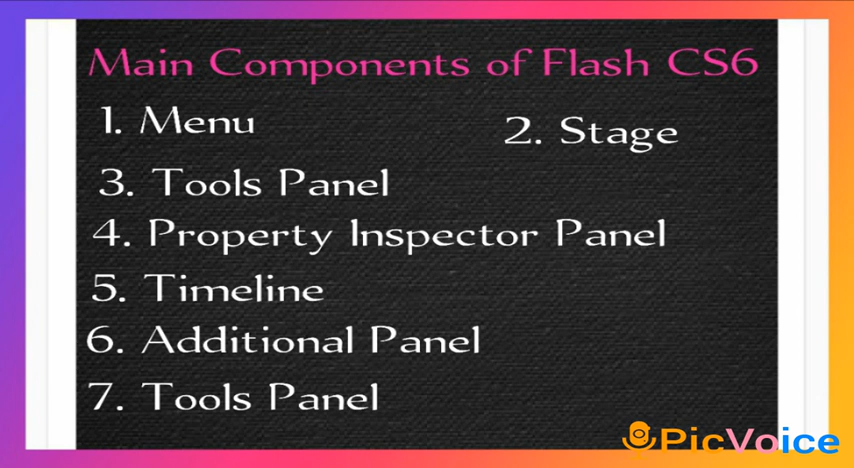 Main Components of Flash CS6
1. Menu
2. Stage
3. Tools Panel
4. Property Inspector Panel
5. Timeline
6. Additional Panel
7. Tools Panel
PicVoice